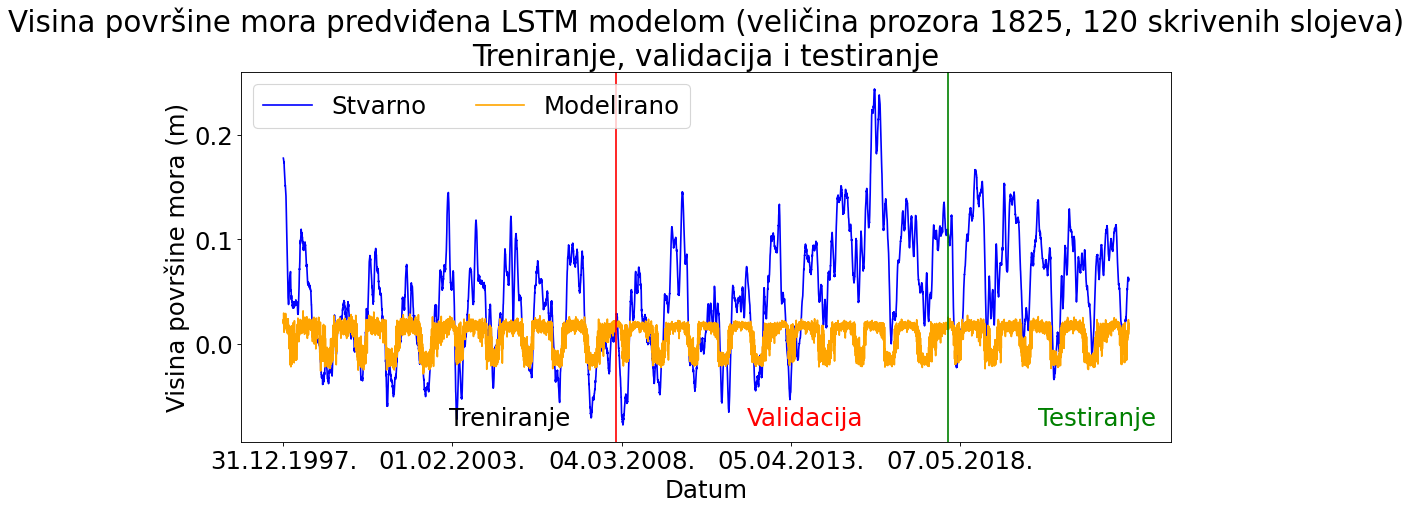 Visina površine mora predviđena LSTM modelom (veličina prozora 1825, 120 skrivenih slojeva)
Treniranje, validacija i testiranje
Stvarno
Modelirano
Visina površine mora (m)
0.2
0.1
0.0
Treniranje
Validacija
Testiranje
31.12.1997.
01.02.2003.
04.03.2008.
05.04.2013.
07.05.2018.
Datum